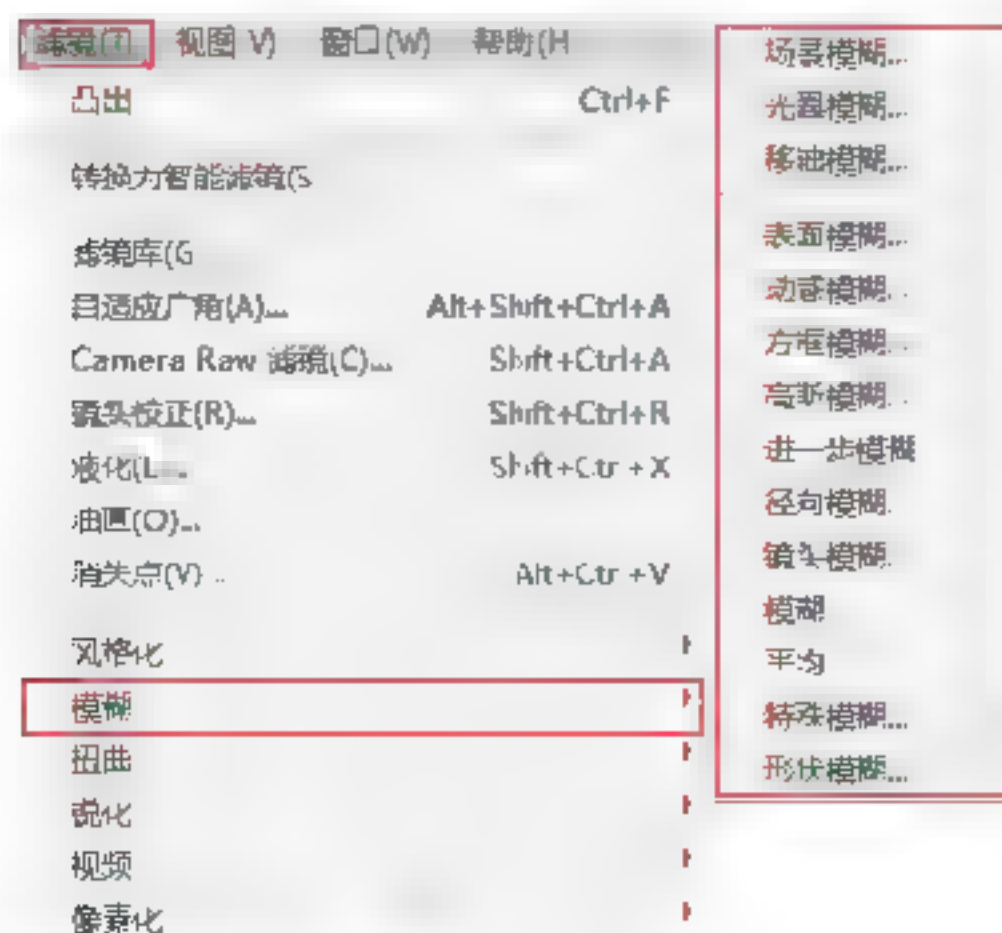 滤镜(T) 视图(V) 窗口(W) 帮助(H
凸出 Ctrl+F
转换为智能滤镜(S
滤镜库(G
自适应广角(A)... Alt+Shift+Ctrl+A
Camera Raw 滤镜(C)... Shift+Ctrl+A
镜头校正(R)... Shift+Ctrl+R
液化(L... Shift+Ctrl+X
油画(O)...
消失点(V)... Alt+Ctrl+V
风格化
模糊
扭曲
锐化
视频
像素化
场景模糊...
光圈模糊...
移轴模糊...
表面模糊...
动感模糊...
方框模糊...
高斯模糊...
进一步模糊
径向模糊...
镜头模糊...
模糊
平均
特殊模糊...
形状模糊...